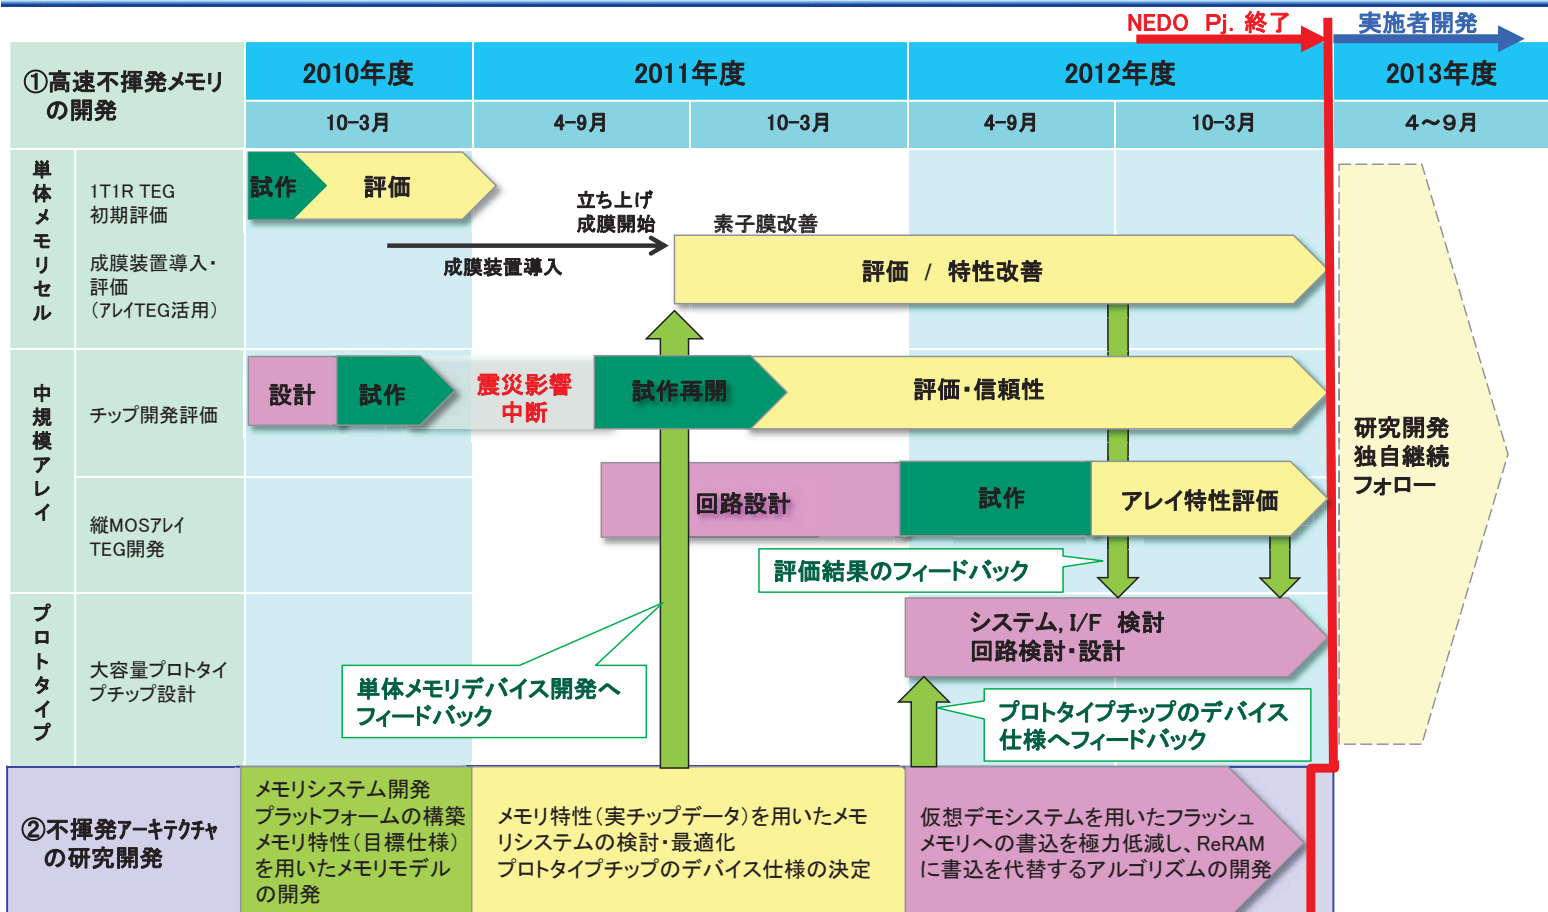 NEDO Pj. 終了
実施者開発
①高速不揮発メモリ
の開発
2010年度
2011年度
2012年度
2013年度
10-3月
4-9月
10-3月
4-9月
10-3月
4～9月
単体メモリセル
1T1R TEG
初期評価
成膜装置導入・
評価
（アレイTEG活用）
試作
評価
立ち上げ
成膜開始
成膜装置導入
素子膜改善
評価 / 特性改善
中規模アレイ
チップ開発評価
設計
試作
震災影響
中断
試作再開
評価・信頼性
縦MOSアレイ
TEG開発
回路設計
試作
アレイ特性評価
評価結果のフィードバック
研究開発
独自継続
フォロー
プロトタイプ
大容量プロトタイ
プチップ設計
システム, I/F 検討
回路検討・設計
単体メモリデバイス開発へ
フィードバック
プロトタイプチップのデバイス
仕様へフィードバック
②不揮発アーキテクチャ
の研究開発
メモリシステム開発
プラットフォームの構築
メモリ特性（目標仕様）
を用いたメモリモデル
の開発
メモリ特性（実チップデータ）を用いたメモ
リシステムの検討・最適化
プロトタイプチップのデバイス仕様の決定
仮想デモシステムを用いたフラッシュ
メモリへの書込を極力低減し、ReRAM
に書込を代替するアルゴリズムの開発